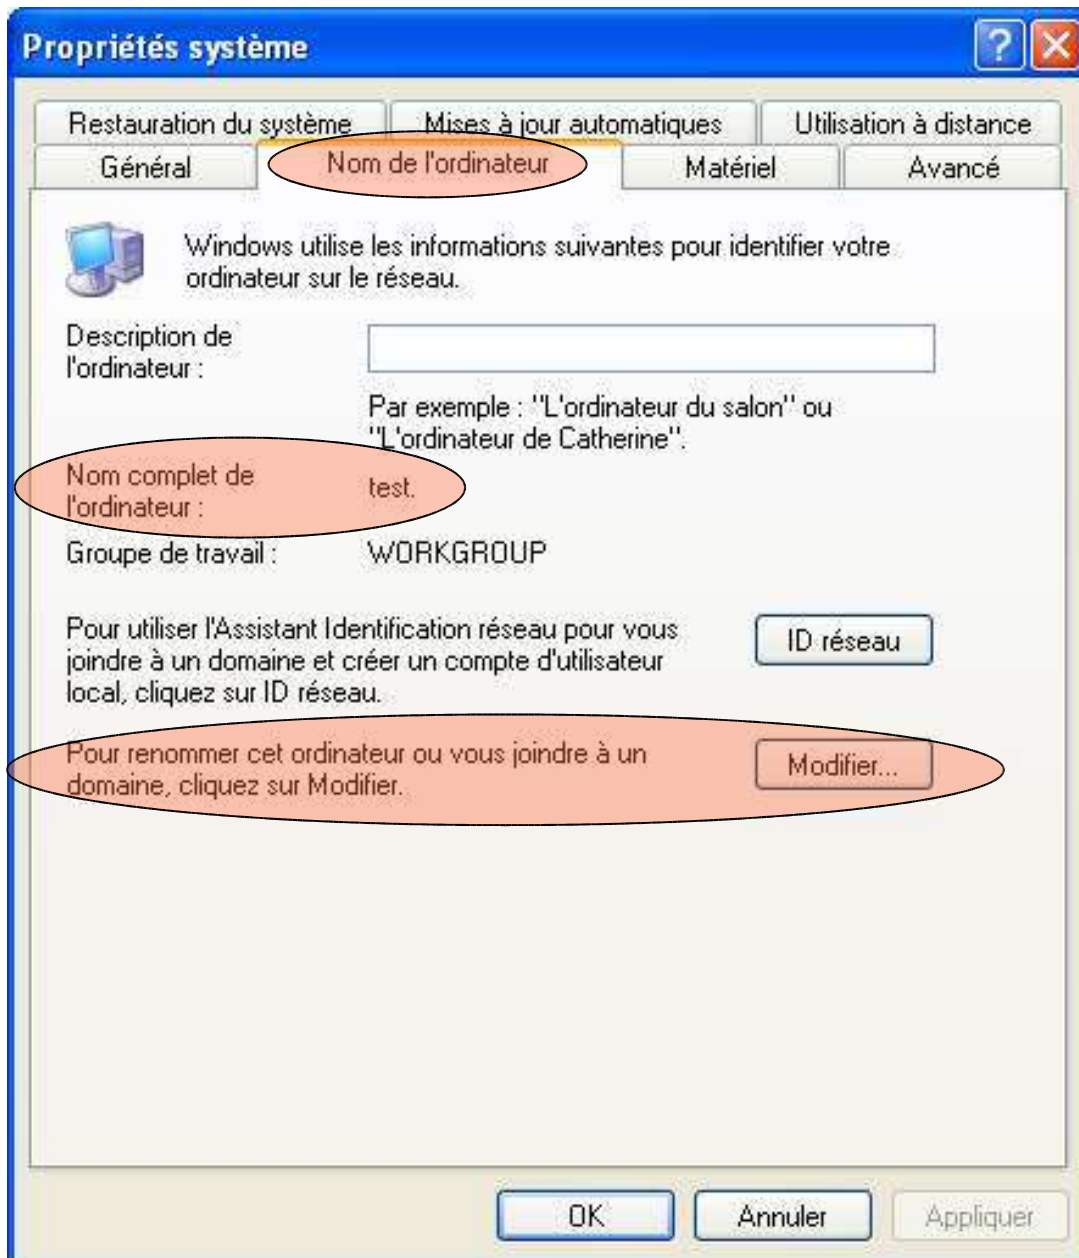 Propriétés système
Restauration du système Mises à jour automatiques Utilisation à distance
Général Nom de l'ordinateur Matériel Avancé
Windows utilise les informations suivantes pour identifier votre
ordinateur sur le réseau.
Description de
l'ordinateur :
Par exemple : "L'ordinateur du salon" ou
"L'ordinateur de Catherine".
Nom complet de
l'ordinateur :
test.
Groupe de travail : WORKGROUP
Pour utiliser l'Assistant Identification réseau pour vous
joindre à un domaine et créer un compte d'utilisateur
local, cliquez sur ID réseau.
ID réseau
Pour renommer cet ordinateur ou vous joindre à un
domaine, cliquez sur Modifier.
Modifier...
OK Annuler Appliquer